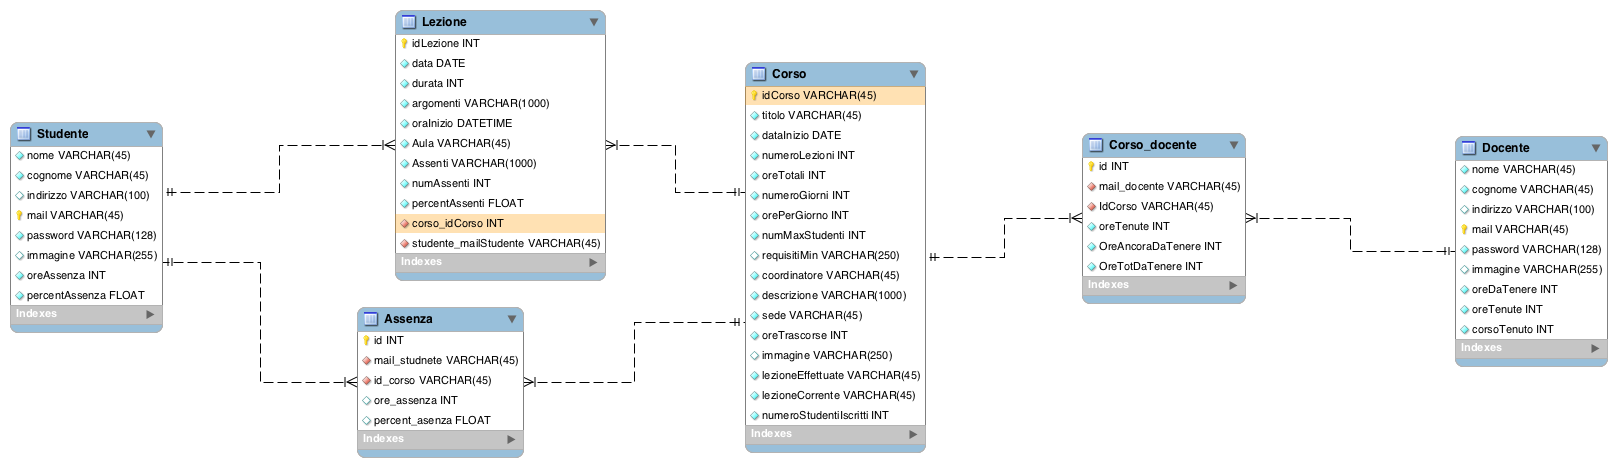 Studente
nome VARCHAR(45)
cognome VARCHAR(45)
indirizzo VARCHAR(100)
mail VARCHAR(45)
password VARCHAR(128)
immagine VARCHAR(255)
oreAssenza INT
percentAssenza FLOAT
Indexes
Lezione
idLezione INT
data DATE
durata INT
argomenti VARCHAR(1000)
oraInizio DATETIME
Aula VARCHAR(45)
Assenti VARCHAR(1000)
numAssenti INT
percentAssenti FLOAT
corso_idCorso INT
studente_mailStudente VARCHAR(45)
Indexes
Assenza
id INT
mail_studnete VARCHAR(45)
id_corso VARCHAR(45)
ore_assenza INT
percent_asenza FLOAT
Indexes
Corso
idCorso VARCHAR(45)
titolo VARCHAR(45)
dataInizio DATE
numeroLezioni INT
oreTotali INT
numeroGiorni INT
orePerGiorno INT
numMaxStudenti INT
requisitiMin VARCHAR(250)
coordinatore VARCHAR(45)
descrizione VARCHAR(1000)
sede VARCHAR(45)
oreTrascorse INT
immagine VARCHAR(250)
lezioneEffettuate VARCHAR(45)
lezioneCorrente VARCHAR(45)
numeroStudentiIscritti INT
Indexes
Corso_docente
id INT
mail_docente VARCHAR(45)
IdCorso VARCHAR(45)
oreTenute INT
OreAncoraDaTenere INT
OreTotDaTenere INT
Indexes
Docente
nome VARCHAR(45)
cognome VARCHAR(45)
indirizzo VARCHAR(100)
mail VARCHAR(45)
password VARCHAR(128)
immagine VARCHAR(255)
oreDaTenere INT
oreTenute INT
corsoTenuto INT
Indexes